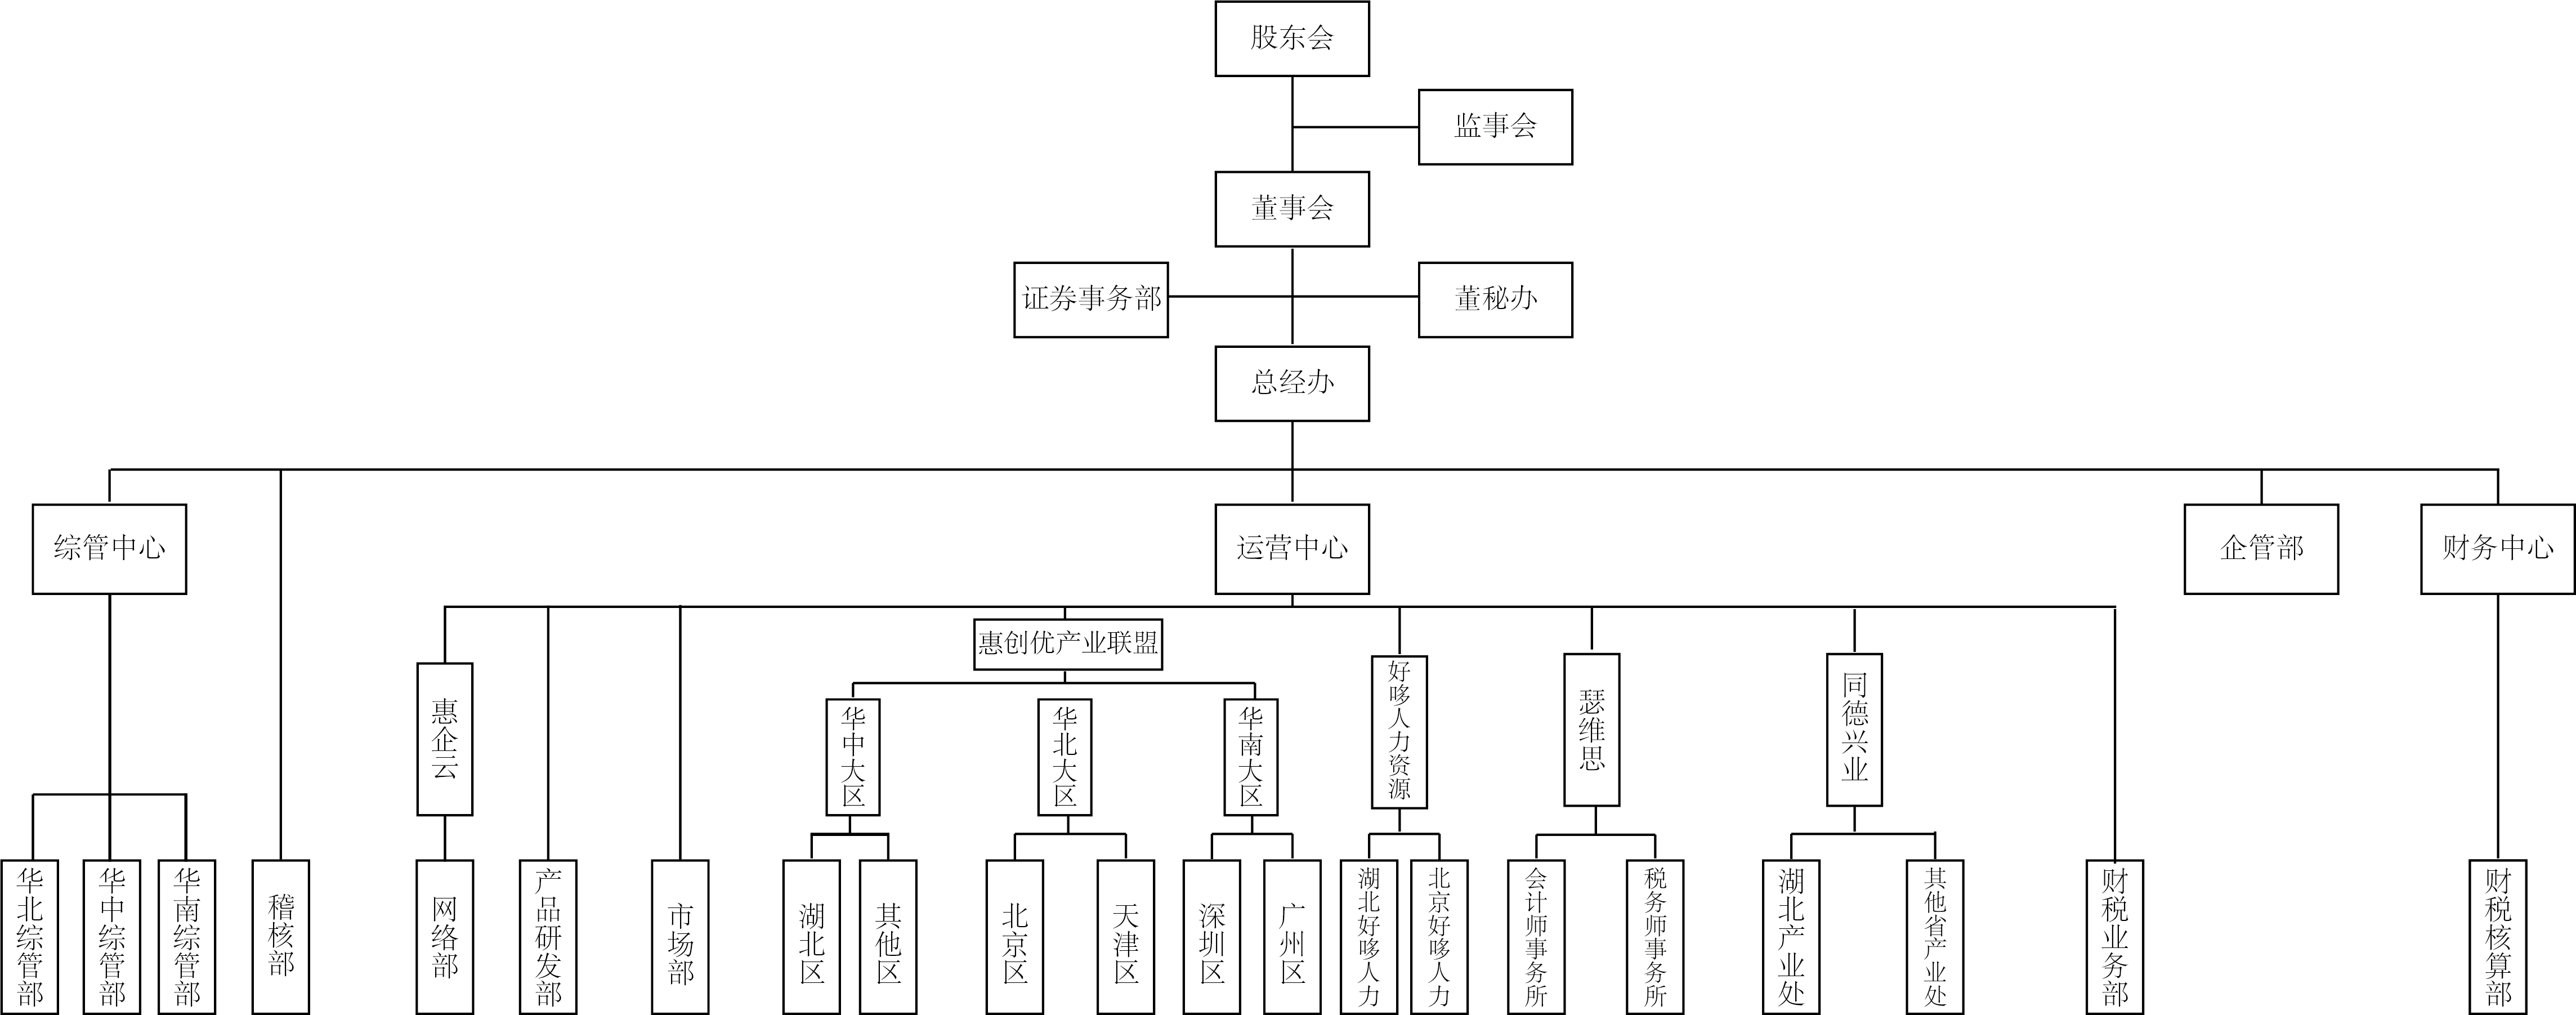 股东会
监事会
董事会
证券事务部
董秘办
总经办
综管中心
运营中心
企管部
财务中心
惠创优产业联盟
惠企云
华中大区
华北大区
华南大区
好哆人力资源
瑟维思
同德兴业
华北综管部
华中综管部
华南综管部
稽核部
网络部
产品研发部
市场部
湖北区
其他区
北京区
天津区
深圳区
广州区
湖北好哆人力
北京好哆人力
会计师事务所
税务师事务所
湖北产业处
其他省产业处
财税业务部
财税核算部